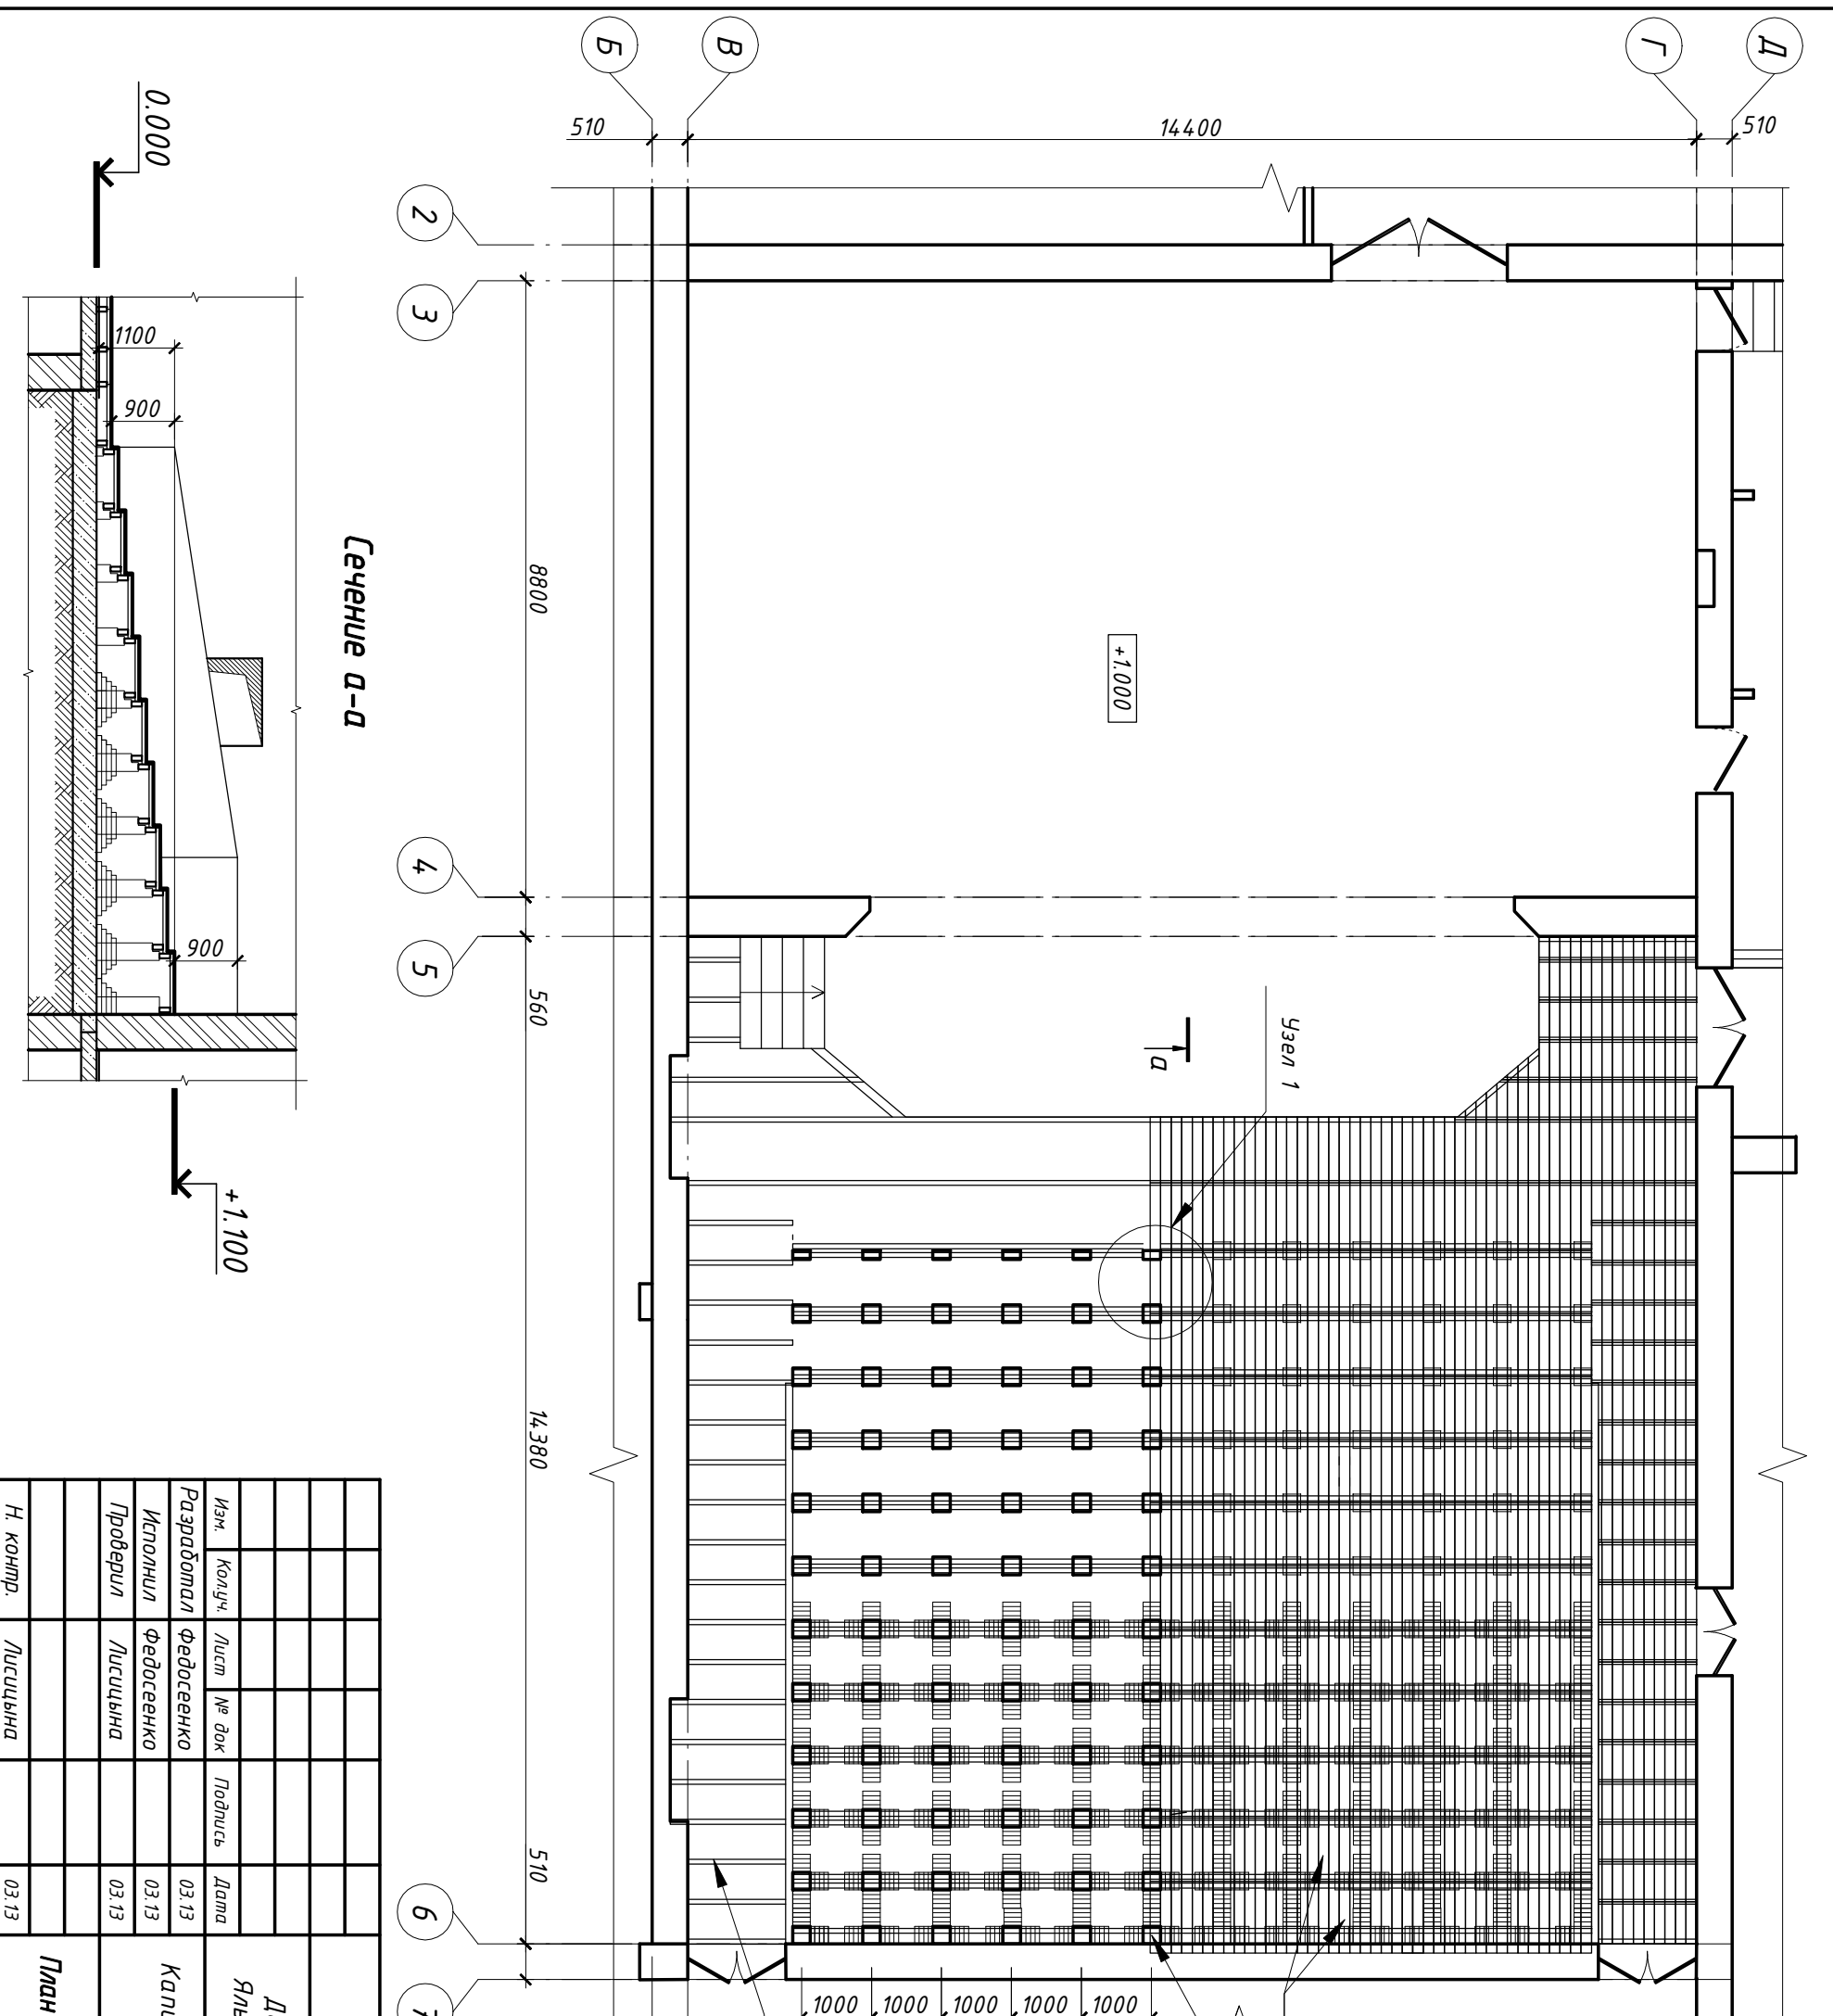 Б
В
Г
Д
510
14400
510
0.000
2
3
4
5
6
8800
560
14380
510
+1.000
1100
900
900
Сечение а-а
+1.100
Узел 1
а
1000
1000
1000
1000
1000
Изм.
Кол.уч.
Лист
№ док
Подпись
Дата
Разработал
Федосеенко
03.13
Исполнил
Федосеенко
03.13
Проверил
Лисицына
03.13
Н. контр.
Лисицына
03.13
План